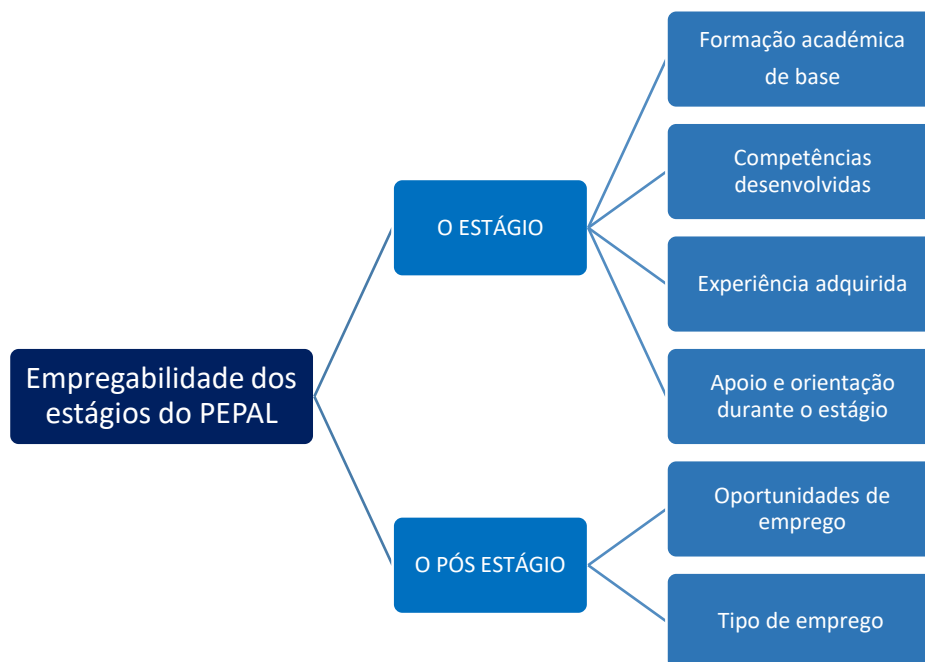 Formação académica
de base
Competências
desenvolvidas
O ESTÁGIO
Experiência adquirida
Empregabilidade dos
estágios do PEPAL
Apoio e orientação
durante o estágio
Oportunidades de
emprego
O PÓS ESTÁGIO
Tipo de emprego